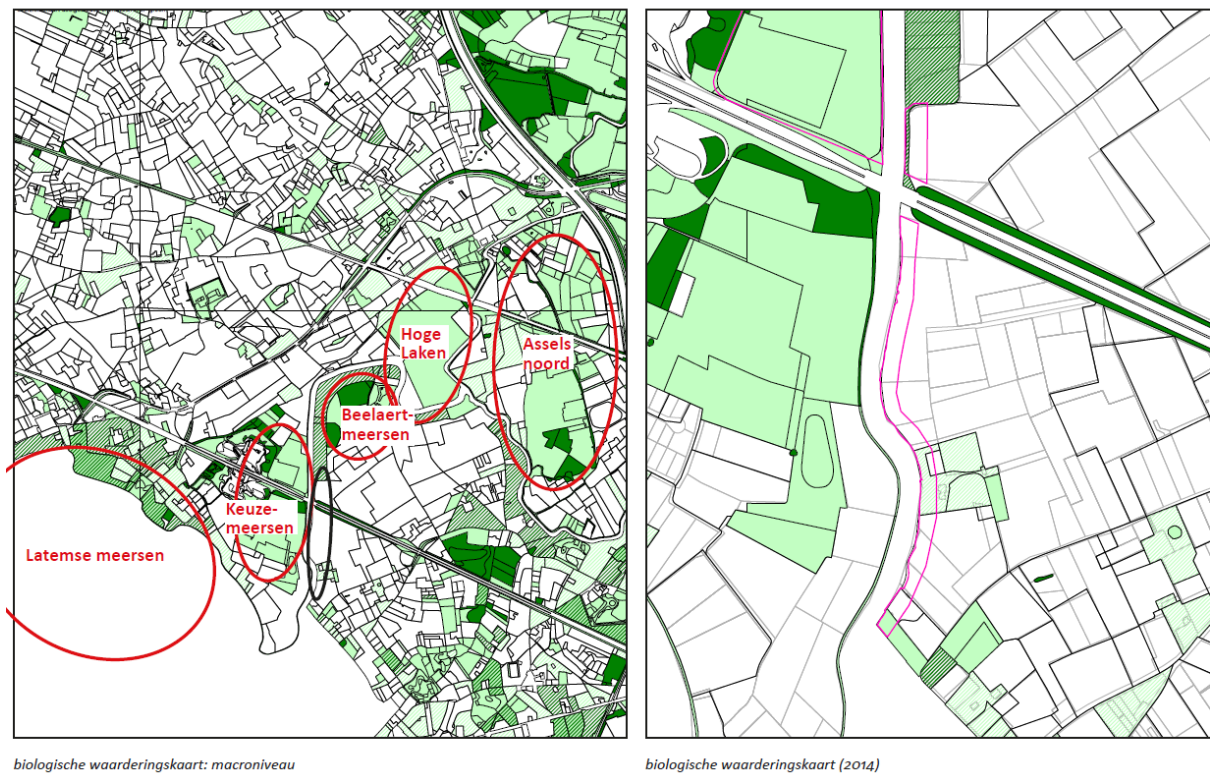 Hoge
Laken
Assels
noord
Beelaert-
meersen
Keuze-
meersen
Latemse meersen
biologische waarderingskaart: macroniveau
biologische waarderingskaart (2014)